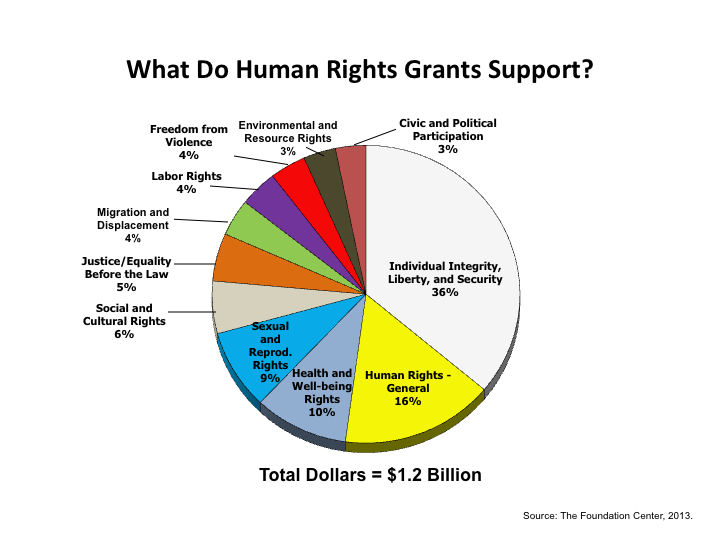 What Do Human Rights Grants Support?
Freedom from
Violence
4%
Environmental and
Resource Rights
3%
Civic and Political
Participation
3%
Labor Rights
4%
Migration and
Displacement
4%
Justice/Equality
Before the Law
5%
Social and
Cultural Rights
6%
Individual Integrity,
Liberty, and Security
36%
Sexual
and
Reprod.
Rights
9%
Health and
Well-being
Rights
10%
Human Rights -
General
16%
Total Dollars = $1.2 Billion
Source: The Foundation Center, 2013.